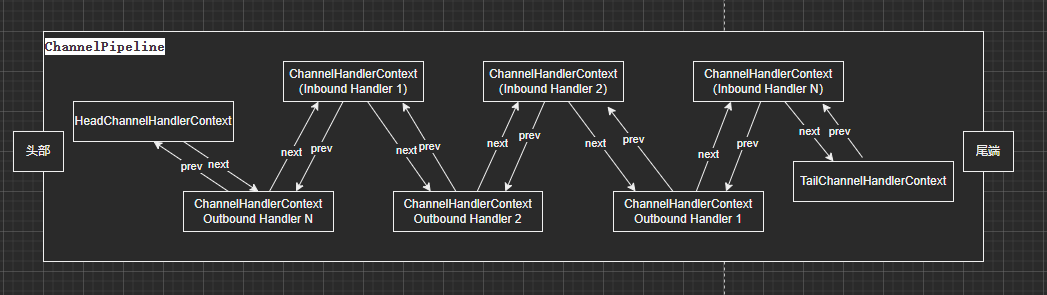 ChannelPipeline
ChannelHandlerContext
(Inbound Handler 1)
ChannelHandlerContext
(Inbound Handler 2)
ChannelHandlerContext
(Inbound Handler N)
HeadChannelHandlerContext
头部
尾端
prev
next
next
prev
next
prev
next
prev
next
prev
next
prev
next
prev
TailChannelHandlerContext
ChannelHandlerContext
Outbound Handler N
ChannelHandlerContext
Outbound Handler 2
ChannelHandlerContext
Outbound Handler 1